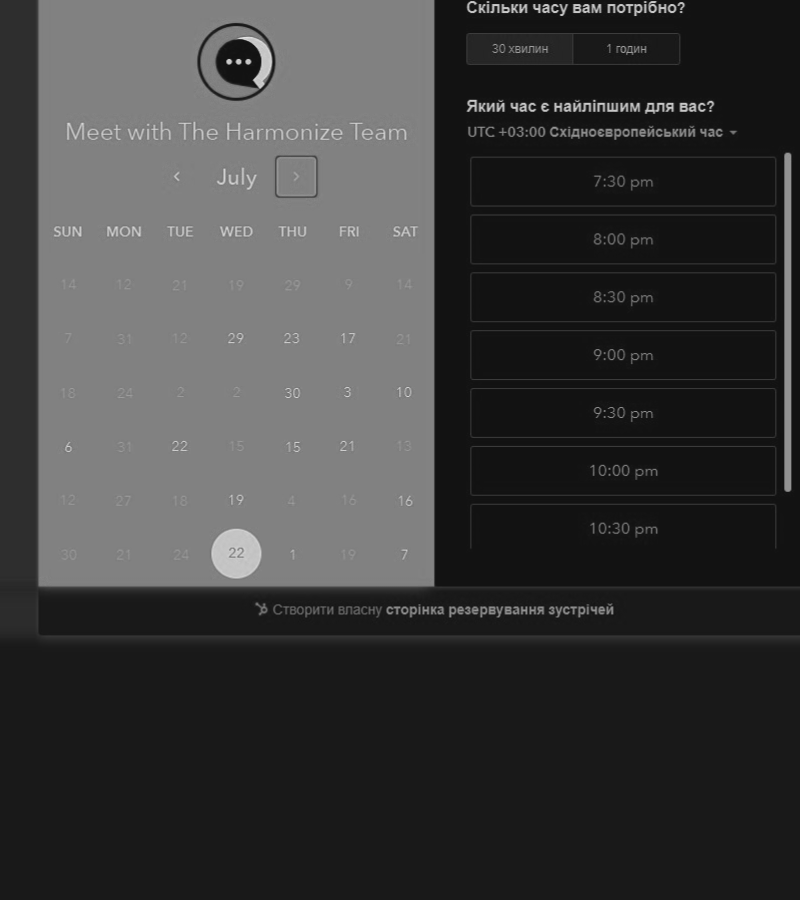 Meet with The Harmonize Team
July
SUN MON TUE WED THU FRI SAT
14 12 21 19 29 9 14
7 31 12 29 23 17 21
18 24 2 2 30 3 10
6 31 22 15 15 21 13
12 27 18 19 4 16 16
30 21 24 22 1 19 7
Скільки часу вам потрібно?
30 хвилин 1 годин
Який час є найліпшим для вас?
UTC +03:00 Східноєвропейський час
7:30 pm
8:00 pm
8:30 pm
9:00 pm
9:30 pm
10:00 pm
10:30 pm
Створити власну сторінка резервування зустрічей